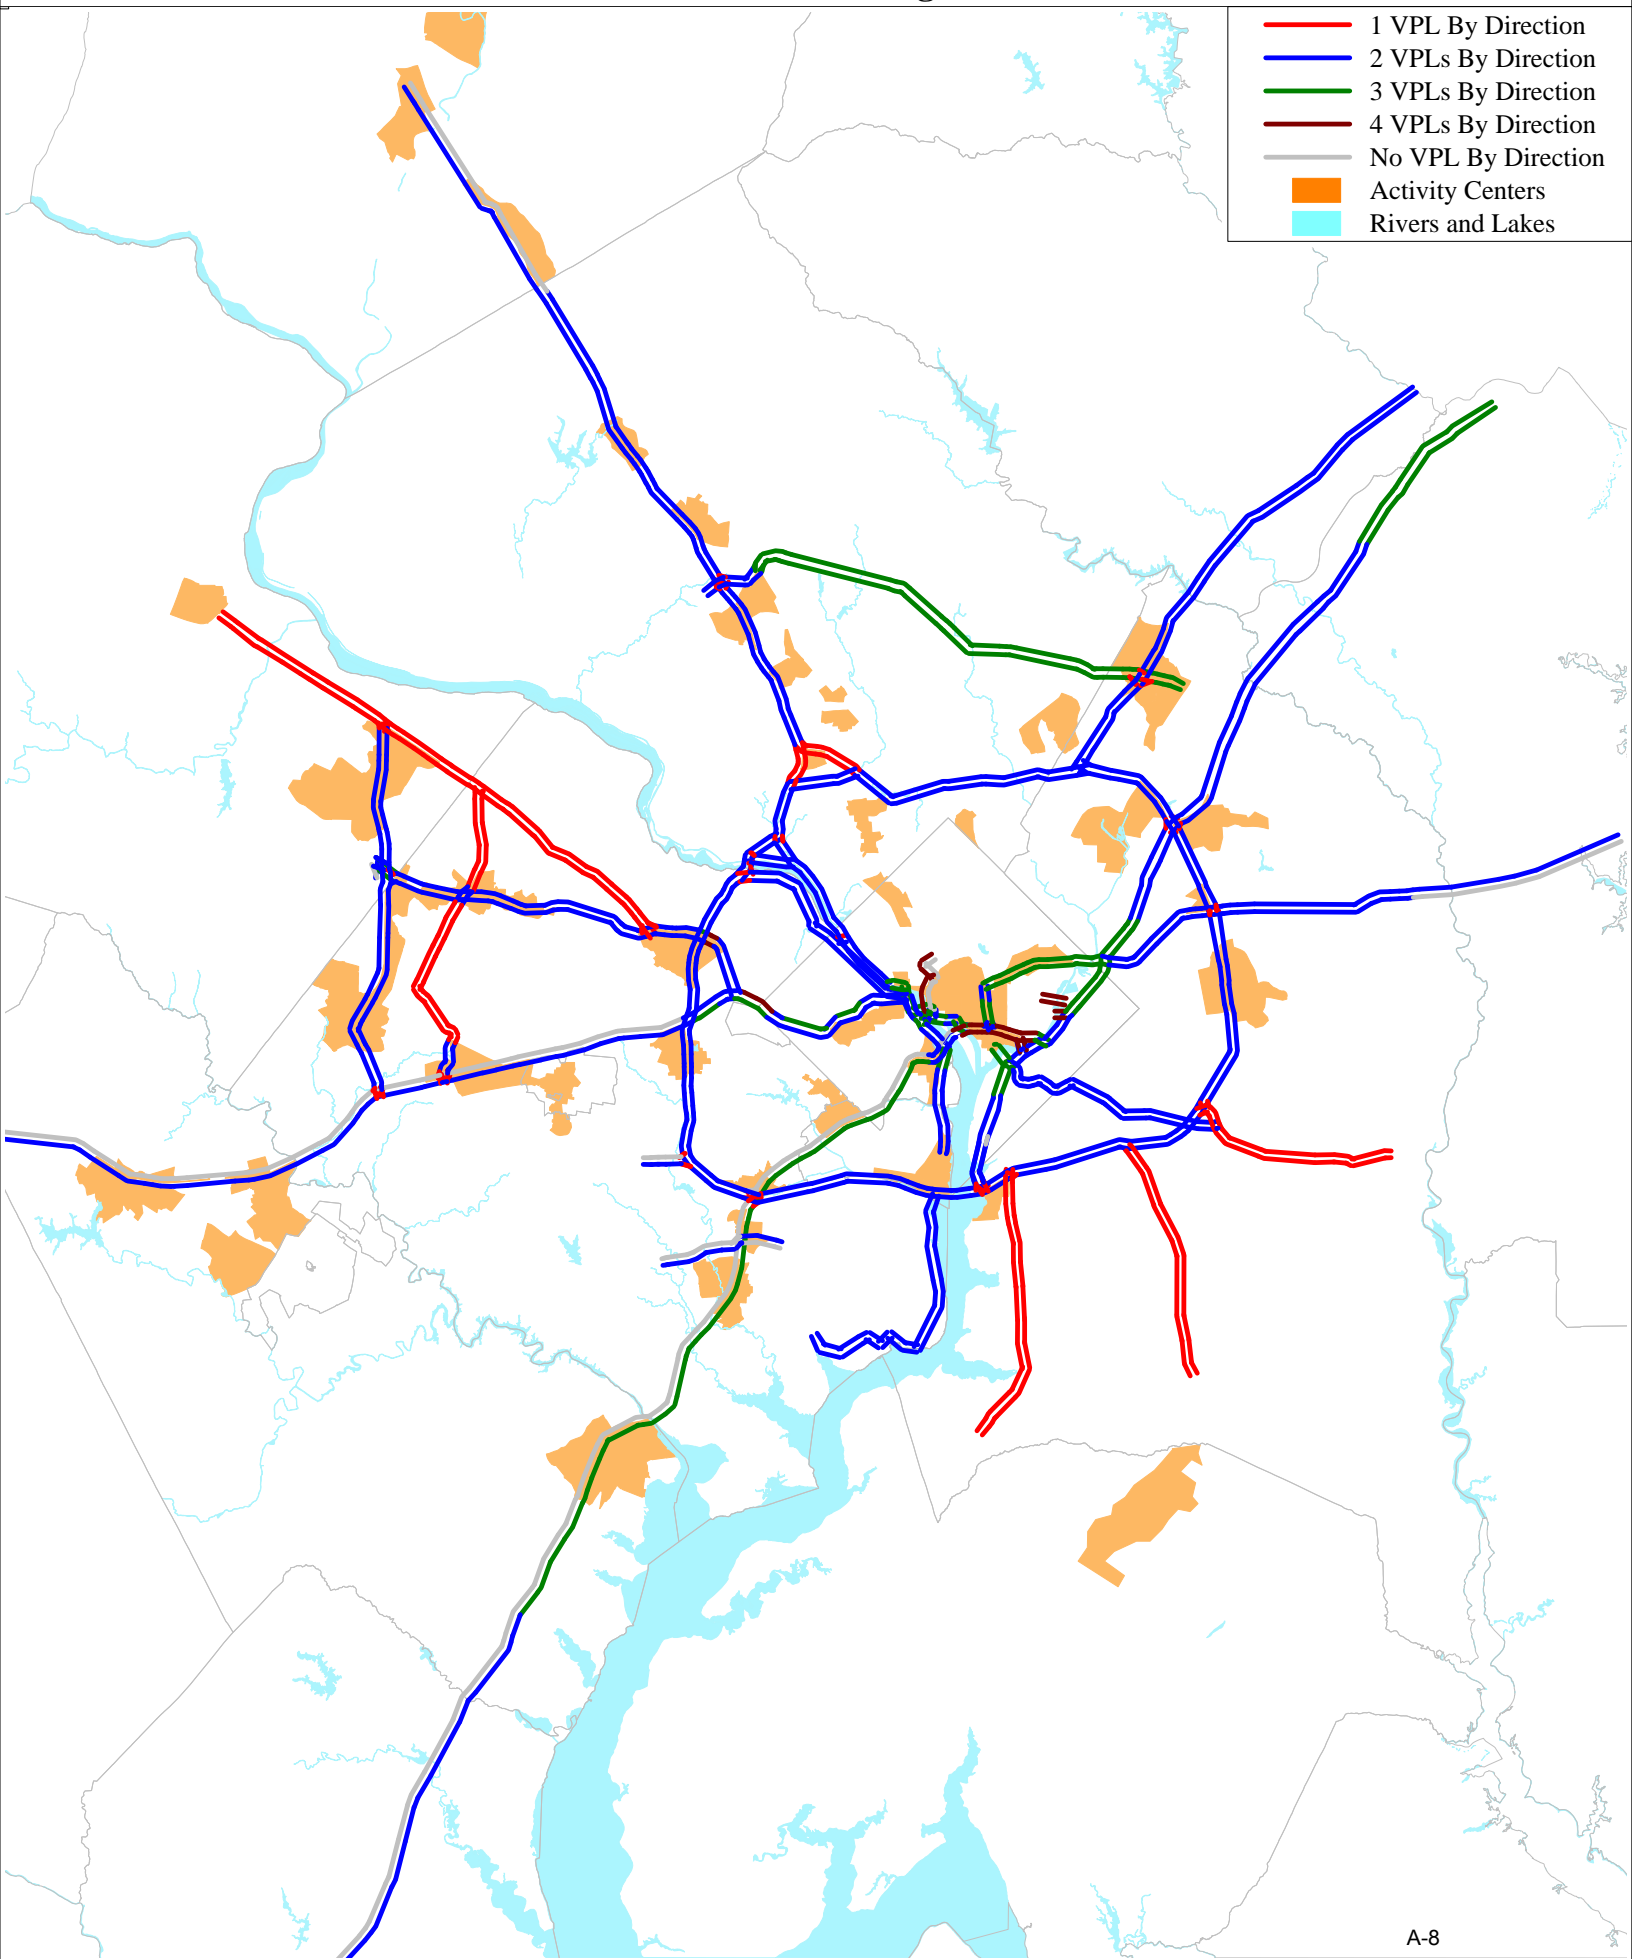 1 VPL By Direction
2 VPLs By Direction
3 VPLs By Direction
4 VPLs By Direction
No VPL By Direction
Activity Centers
Rivers and Lakes
A-8